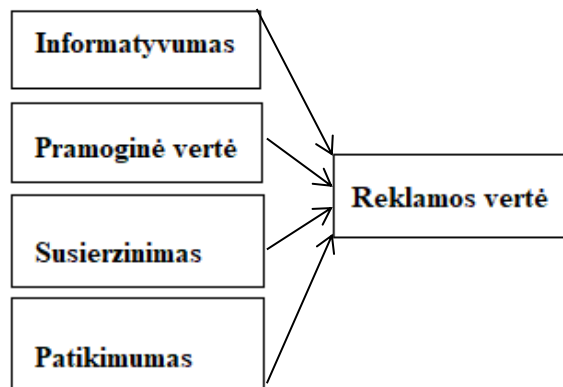 Informatyvumas
Pramoginė vertė
Reklamos vertė
Susierzinimas
Patikimumas